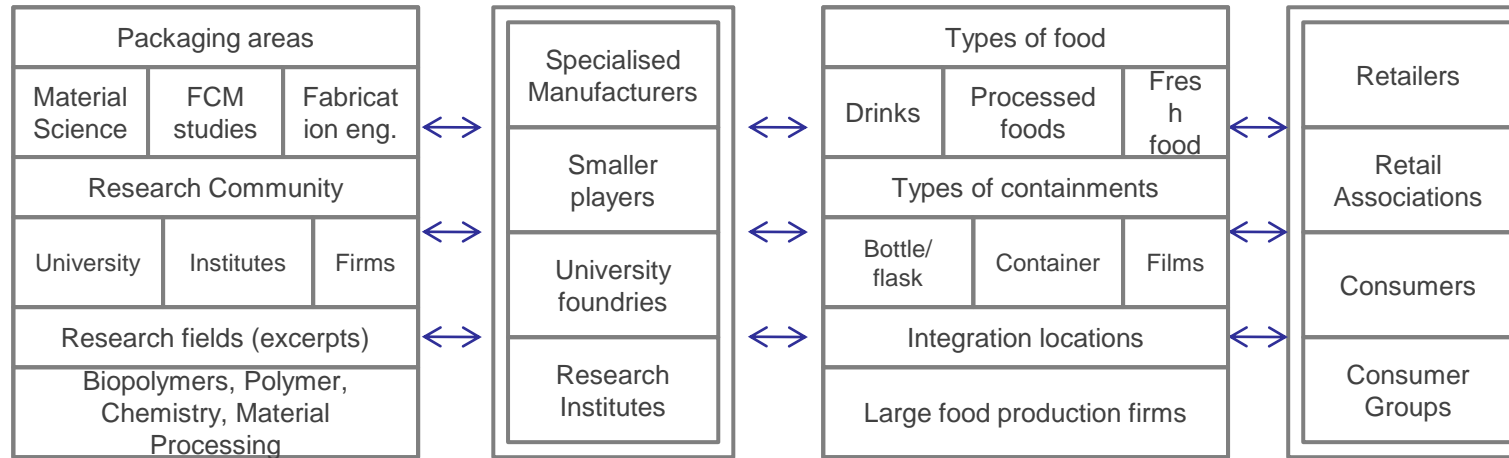 Packaging areas
Material
Science
FCM
studies
Fabricat
ion eng.
Research Community
University
Institutes
Firms
Research fields (excerpts)
Biopolymers, Polymer,
Chemistry, Material
Processing
Specialised
Manufacturers
Smaller
players
University
foundries
Research
Institutes
Types of food
Drinks
Processed
foods
Fres
h
food
Types of containments
Bottle/
flask
Container
Films
Integration locations
Large food production firms
Retailers
Retail
Associations
Consumers
Consumer
Groups